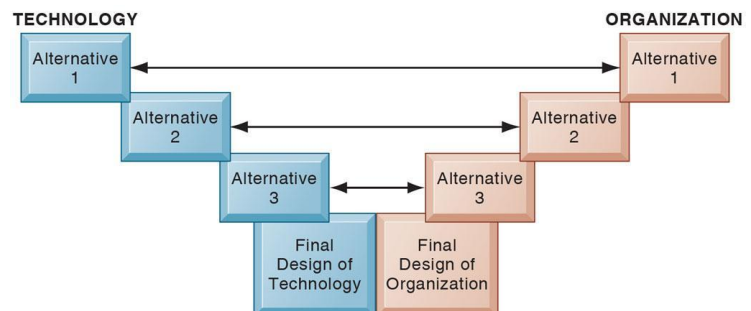 TECHNOLOGY
ORGANIZATION
Alternative
1
Alternative
1
Alternative
2
Alternative
2
Alternative
3
Alternative
3
Final
Design of
Technology
Final
Design of
Organization